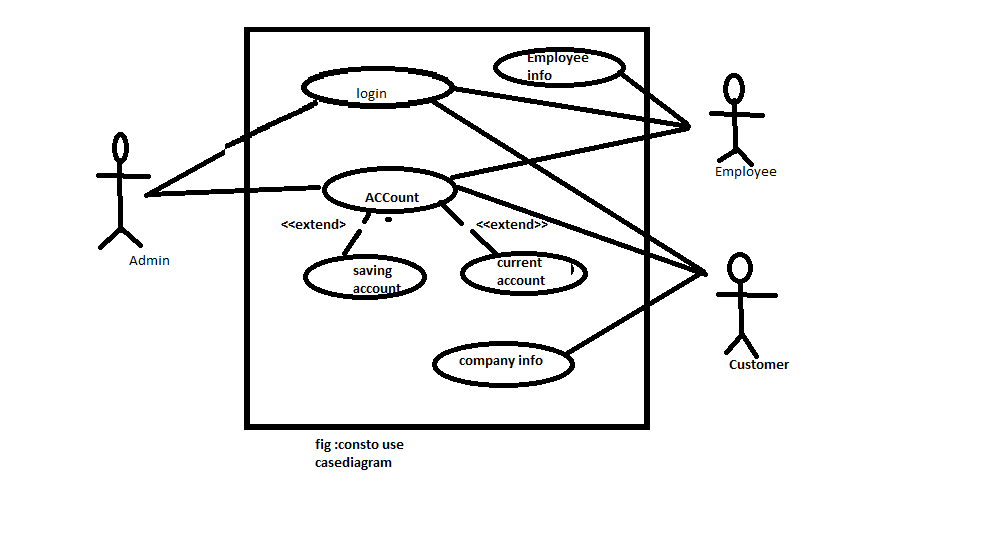 Employee
info
login
Employee
ACCount
<<extend>
<<extend>>
Admin
saving
account
current
account
company info
Customer
fig :consto use
casediagram